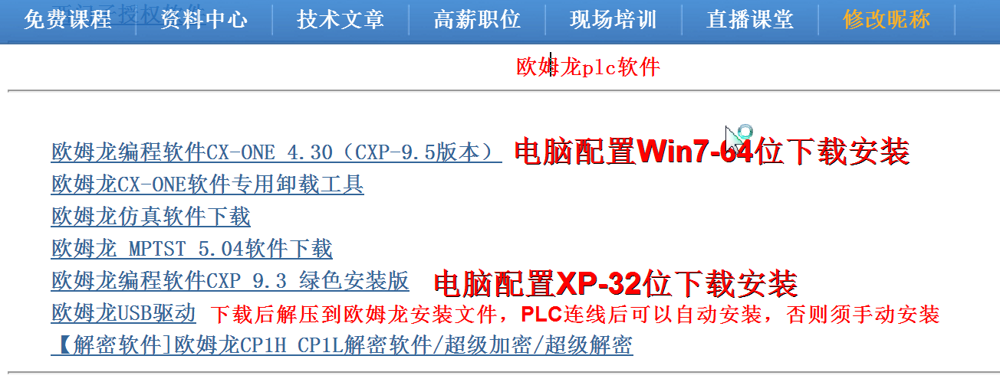 西门子授权软件
免费课程 资料中心 技术文章 高薪职位 现场培训 直播课堂 修改昵称
欧姆龙plc软件
欧姆龙编程软件CX-ONE 4.30（CXP-9.5版本） 电脑配置Win7-64位下载安装
欧姆龙CX-ONE软件专用卸载工具
欧姆龙仿真软件下载
欧姆龙 MPTST 5.04软件下载
欧姆龙编程软件CXP 9.3 绿色安装版 电脑配置XP-32位下载安装
欧姆龙USB驱动 下载后解压到欧姆龙安装文件，PLC连线后可以自动安装，否则须手动安装
【解密软件]欧姆龙CP1H CP1L解密软件/超级加密/超级解密